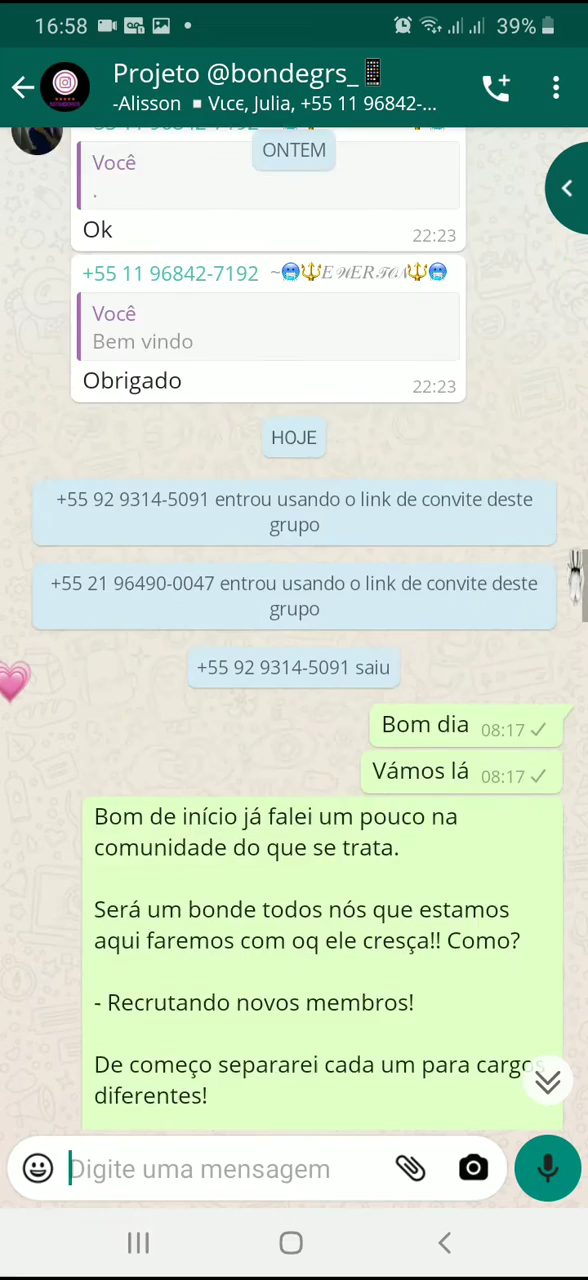 16:58
39%
Projeto @bondegrs_
-Alisson ▪ Vιcє, Julia, +55 11 96842-...
ONTEM
Você
.
Ok
22:23
+55 11 96842-7192 ~🥶🔱𝓔𝓦𝓔𝓡𝓣𝓞𝓝🔱🥶
Você
Bem vindo
Obrigado
22:23
HOJE
+55 92 9314-5091 entrou usando o link de convite deste
grupo
+55 21 96490-0047 entrou usando o link de convite deste
grupo
+55 92 9314-5091 saiu
Bom dia 08:17
Vámos lá 08:17
Bom de início já falei um pouco na
comunidade do que se trata.
Será um bonde todos nós que estamos
aqui faremos com oq ele cresça!! Como?
- Recrutando novos membros!
De começo separarei cada um para cargos
diferentes!
Digite uma mensagem